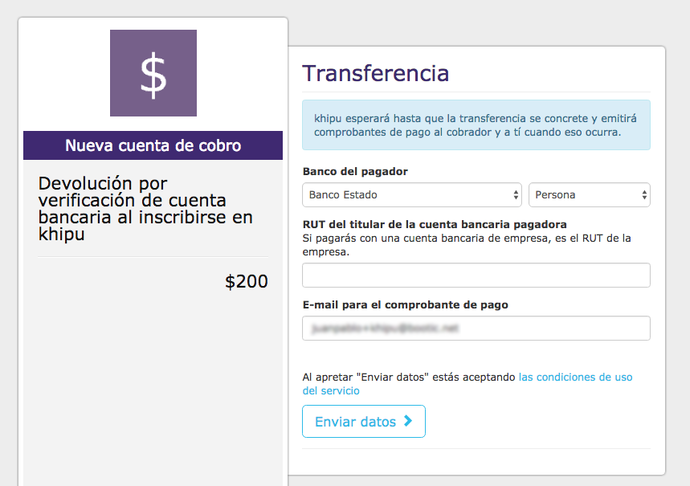 $
Nueva cuenta de cobro
Devolución por
verificación de cuenta
bancaria al inscribirse en
khipu
$200
Transferencia
khipu esperará hasta que la transferencia se concrete y emitirá
comprobantes de pago al cobrador y a tí cuando eso ocurra.
Banco del pagador
Banco Estado
Persona
RUT del titular de la cuenta bancaria pagadora
Si pagarás con una cuenta bancaria de empresa, es el RUT de la
empresa.
E-mail para el comprobante de pago
Al apretar "Enviar datos" estás aceptando las condiciones de uso
del servicio
Enviar datos